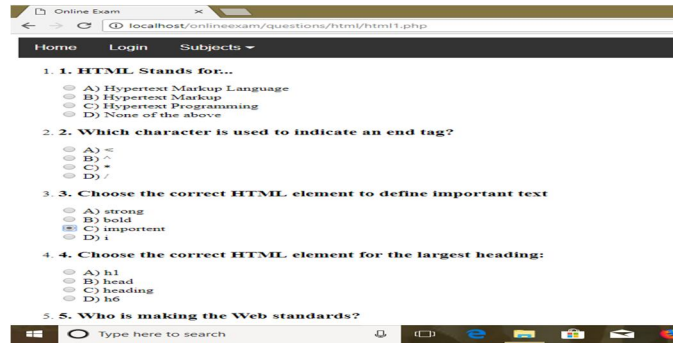 Online Exam
localhost/onlineexam/questions/html/html1.php
Home Login Subjects
1. 1. HTML Stands for...
A) Hypertext Markup Language
B) Hypertext Markup
C) Hypertext Programming
D) None of the above
2. 2. Which character is used to indicate an end tag?
A) <
B) ^
C) *
D) /
3. 3. Choose the correct HTML element to define important text
A) strong
B) bold
C) importent
D) i
4. 4. Choose the correct HTML element for the largest heading:
A) h1
B) head
C) heading
D) h6
5. 5. Who is making the Web standards?
Type here to search